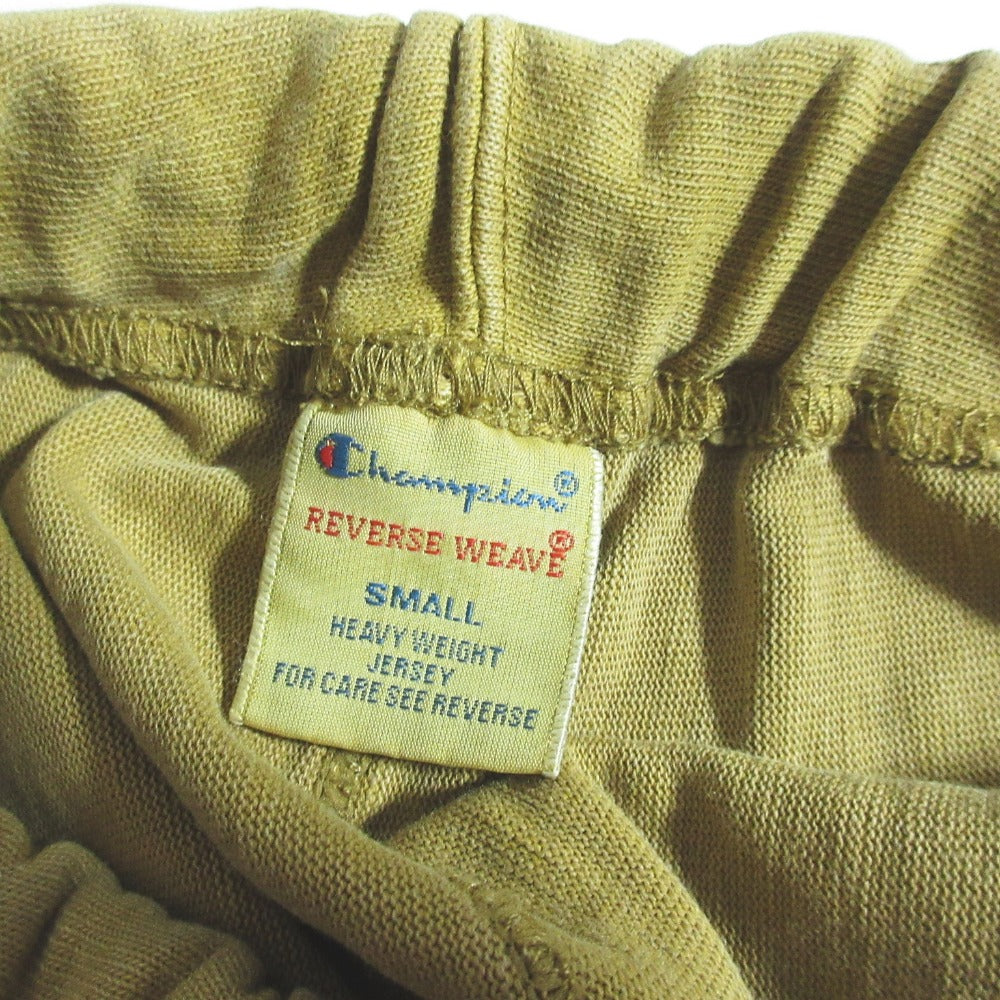 Champion®
REVERSE WEAVE®
SMALL
HEAVY WEIGHT
JERSEY
FOR CARE SEE REVERSE